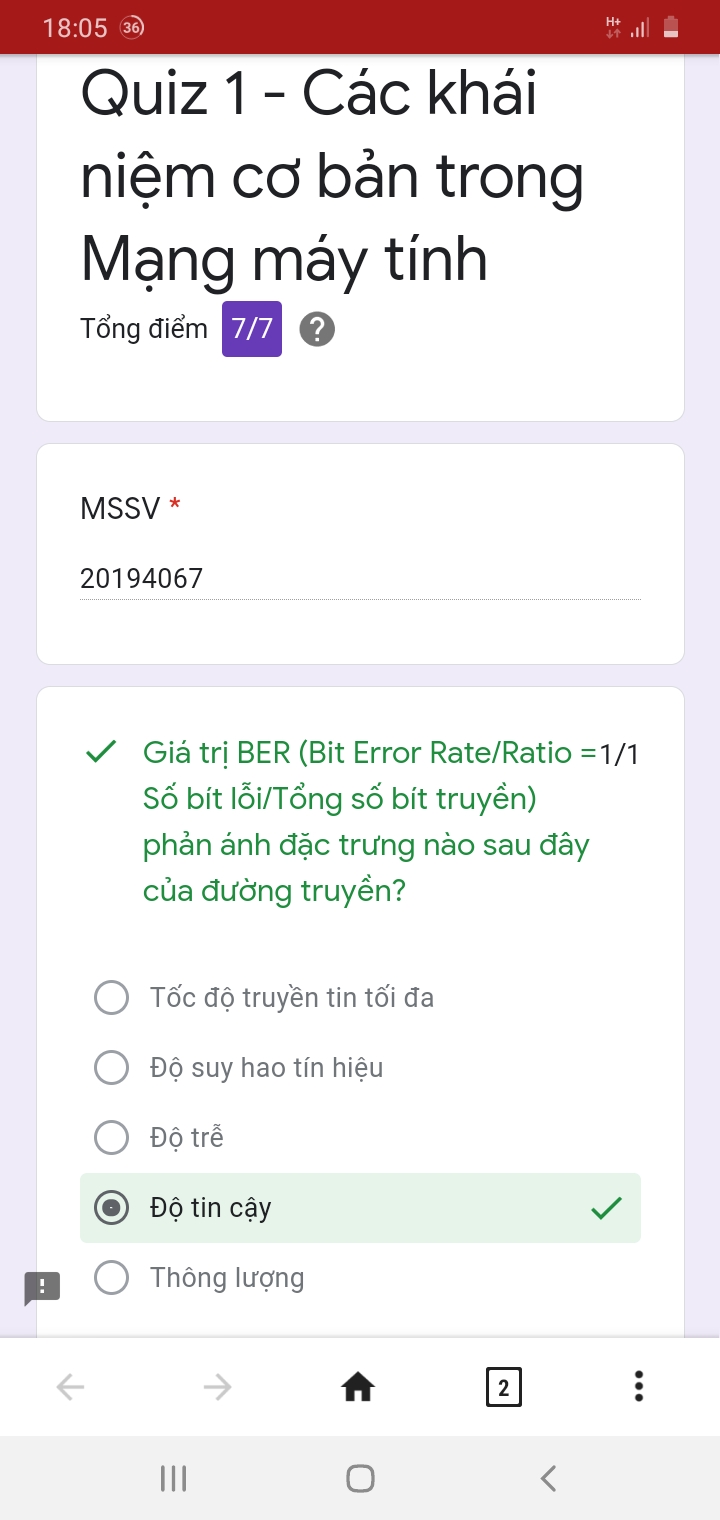 18:05 36 H+
Quiz 1 - Các khái
niệm cơ bản trong
Mạng máy tính
Tổng điểm 7/7 ?
MSSV *
20194067
Giá trị BER (Bit Error Rate/Ratio = 1/1
Số bít lỗi/Tổng số bít truyền)
phản ánh đặc trưng nào sau đây
của đường truyền?
Tốc độ truyền tin tối đa
Độ suy hao tín hiệu
Độ trễ
Độ tin cậy
Thông lượng
2